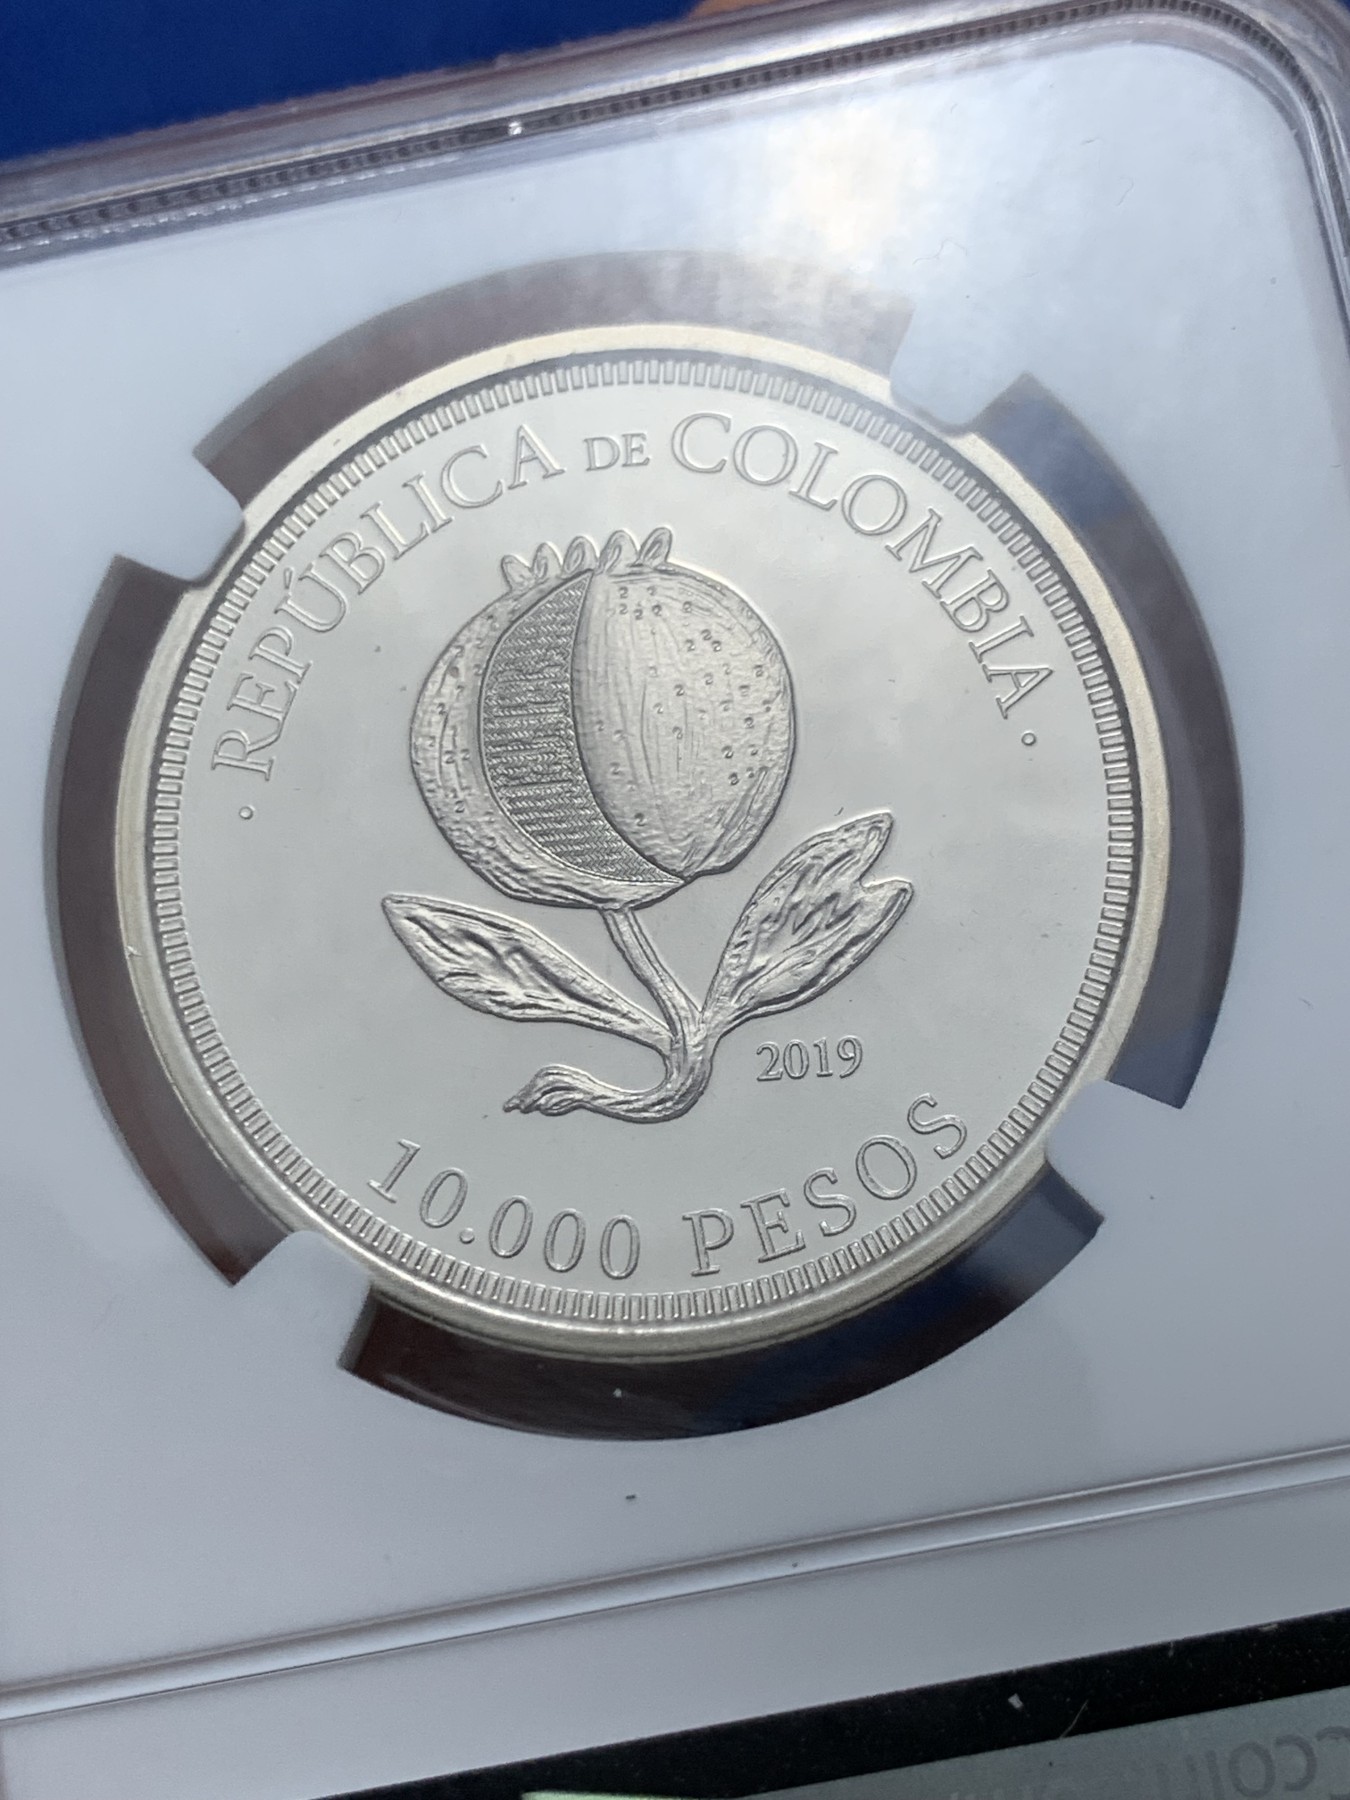 · REPÚBLICA DE COLOMBIA ·
2019
10.000 PESOS